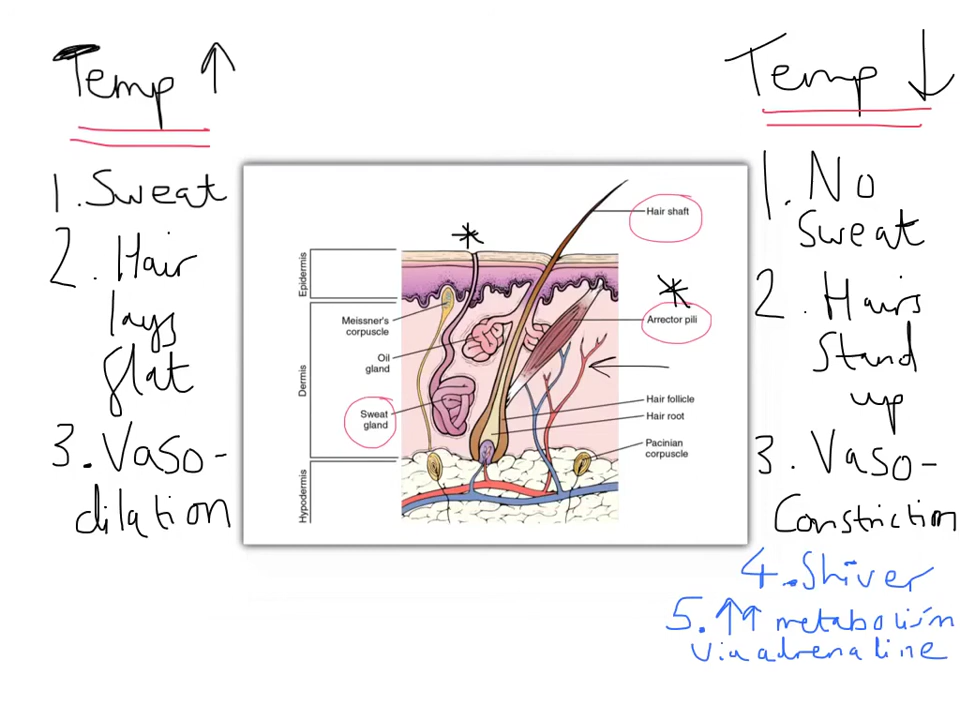 Temp ↑
1. Sweat
2. Hair
lays
flat
3. Vaso-
dilation
Epidermis
Dermis
Hypodermis
Meissner's
corpuscle
Oil
gland
Sweat
gland
*
Hair shaft
*
Arrector pili
Hair follicle
Hair root
Pacinian
corpuscle
Temp ↓
1. No
Sweat
2. Hairs
Stand
up
3. Vaso-
Constriction
4. Shiver
5. ↑↑ metabolism
via adrenaline